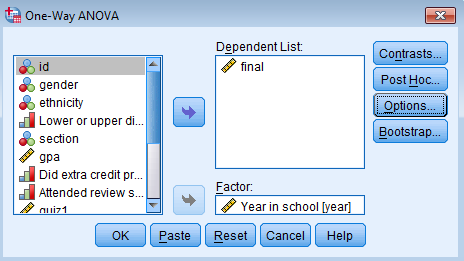 One-Way ANOVA
id
gender
ethnicity
Lower or upper di...
section
gpa
Did extra credit pr...
Attended review s...
quiz1
Dependent List:
final
Factor:
Year in school [year]
Contrasts...
Post Hoc...
Options...
Bootstrap...
OK
Paste
Reset
Cancel
Help